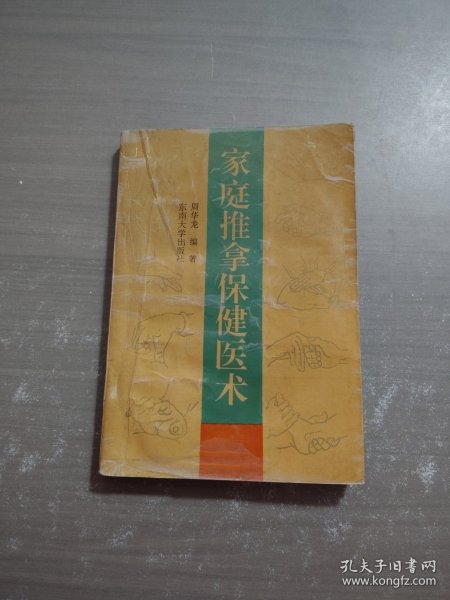 家庭推拿保健医术
周华龙 编著
东南大学出版社
孔夫子旧书网
www.kongfz.com